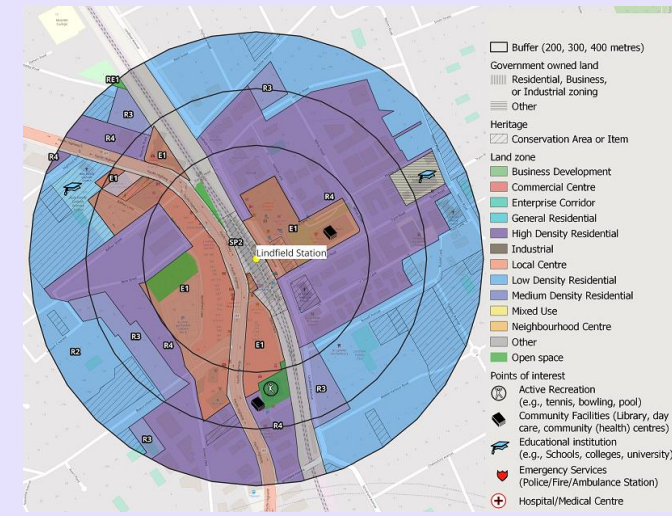 RE1
R3
R3
R4
R4
E1
E1
R4
E1
SP2
Lindfield Station
E1
R2
R3
R4
E1
R3
R4
R3
Buffer (200, 300, 400 metres)
Government owned land
Residential, Business,
or Industrial zoning
Other
Heritage
Conservation Area or Item
Land zone
Business Development
Commercial Centre
Enterprise Corridor
General Residential
High Density Residential
Industrial
Local Centre
Low Density Residential
Medium Density Residential
Mixed Use
Neighbourhood Centre
Other
Open space
Points of interest
Active Recreation
(e.g., tennis, bowling, pool)
Community Facilities (Library, day
care, community (health) centres)
Educational institution
(e.g., Schools, colleges, university)
Emergency Services
(Police/Fire/Ambulance Station)
Hospital/Medical Centre